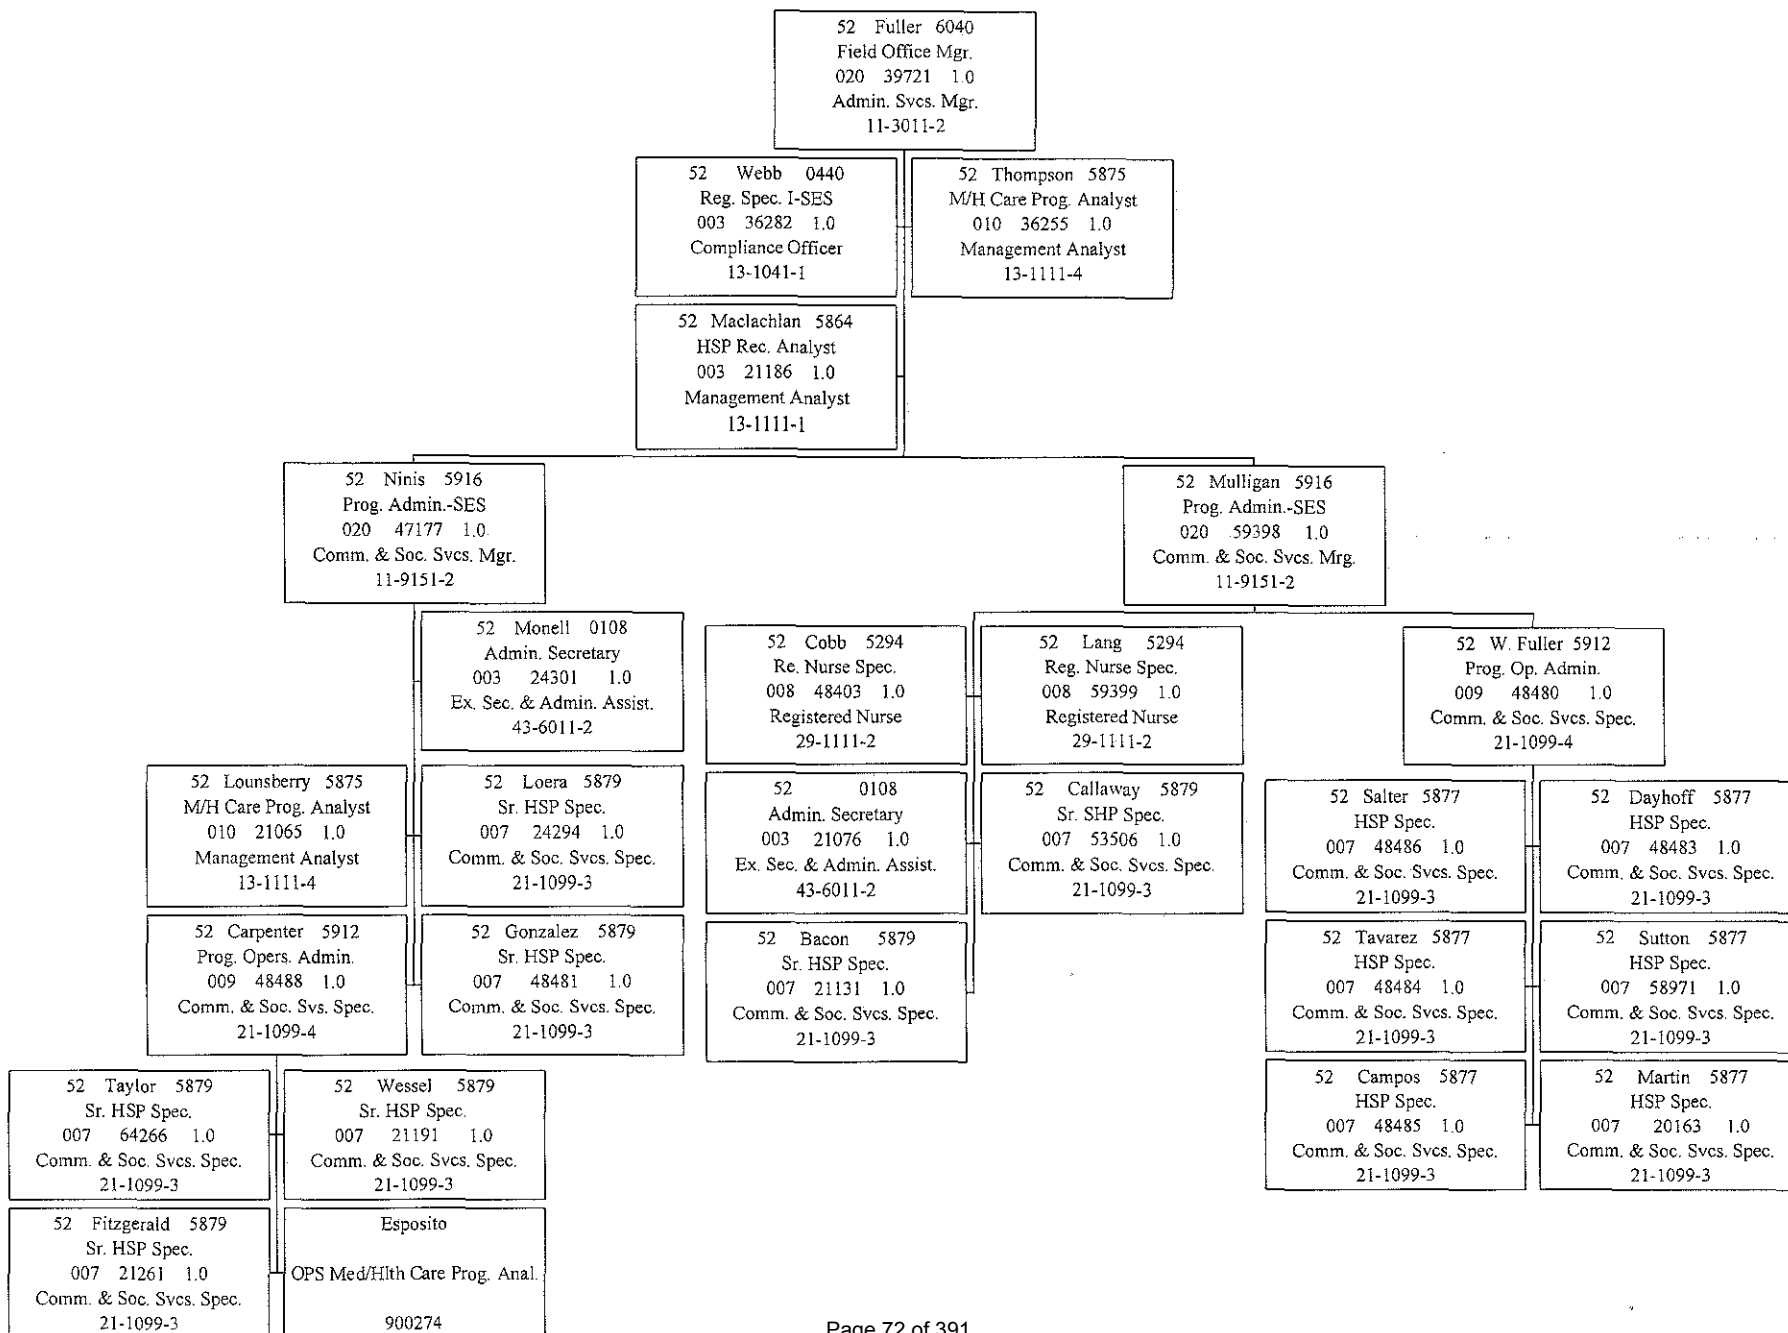 52 Fuller 6040
Field Office Mgr.
020 39721 1.0
Admin. Svcs. Mgr.
11-3011-2
52 Webb 0440
Reg. Spec. I-SES
003 36282 1.0
Compliance Officer
13-1041-1
52 Thompson 5875
M/H Care Prog. Analyst
010 36255 1.0
Management Analyst
13-1111-4
52 Maclachlan 5864
HSP Rec. Analyst
003 21186 1.0
Management Analyst
13-1111-1
52 Ninis 5916
Prog. Admin.-SES
020 47177 1.0
Comm. & Soc. Svcs. Mgr.
11-9151-2
52 Mulligan 5916
Prog. Admin.-SES
020 59398 1.0
Comm. & Soc. Svcs. Mrg.
11-9151-2
52 Monell 0108
Admin. Secretary
003 24301 1.0
Ex. Sec. & Admin. Assist.
43-6011-2
52 Cobb 5294
Re. Nurse Spec.
008 48403 1.0
Registered Nurse
29-1111-2
52 Lang 5294
Reg. Nurse Spec.
008 59399 1.0
Registered Nurse
29-1111-2
52 W. Fuller 5912
Prog. Op. Admin.
009 48480 1.0
Comm. & Soc. Svcs. Spec.
21-1099-4
52 Lounsberry 5875
M/H Care Prog. Analyst
010 21065 1.0
Management Analyst
13-1111-4
52 Loera 5879
Sr. HSP Spec.
007 24294 1.0
Comm. & Soc. Svcs. Spec.
21-1099-3
52 0108
Admin. Secretary
003 21076 1.0
Ex. Sec. & Admin. Assist.
43-6011-2
52 Callaway 5879
Sr. SHP Spec.
007 53506 1.0
Comm. & Soc. Svcs. Spec.
21-1099-3
52 Salter 5877
HSP Spec.
007 48486 1.0
Comm. & Soc. Svcs. Spec.
21-1099-3
52 Dayhoff 5877
HSP Spec.
007 48483 1.0
Comm. & Soc. Svcs. Spec.
21-1099-3
52 Carpenter 5912
Prog. Opers. Admin.
009 48488 1.0
Comm. & Soc. Svs. Spec.
21-1099-4
52 Gonzalez 5879
Sr. HSP Spec.
007 48481 1.0
Comm. & Soc. Svcs. Spec.
21-1099-3
52 Bacon 5879
Sr. HSP Spec.
007 21131 1.0
Comm. & Soc. Svcs. Spec.
21-1099-3
52 Tavarez 5877
HSP Spec.
007 48484 1.0
Comm. & Soc. Svcs. Spec.
21-1099-3
52 Sutton 5877
HSP Spec.
007 58971 1.0
Comm. & Soc. Svcs. Spec.
21-1099-3
52 Taylor 5879
Sr. HSP Spec.
007 64266 1.0
Comm. & Soc. Svcs. Spec.
21-1099-3
52 Wessel 5879
Sr. HSP Spec.
007 21191 1.0
Comm. & Soc. Svcs. Spec.
21-1099-3
52 Campos 5877
HSP Spec.
007 48485 1.0
Comm. & Soc. Svcs. Spec.
21-1099-3
52 Martin 5877
HSP Spec.
007 20163 1.0
Comm. & Soc. Svcs. Spec.
21-1099-3
52 Fitzgerald 5879
Sr. HSP Spec.
007 21261 1.0
Comm. & Soc. Svcs. Spec.
21-1099-3
Esposito
OPS Med/Hlth Care Prog. Anal.
900274
Page 72 of 391